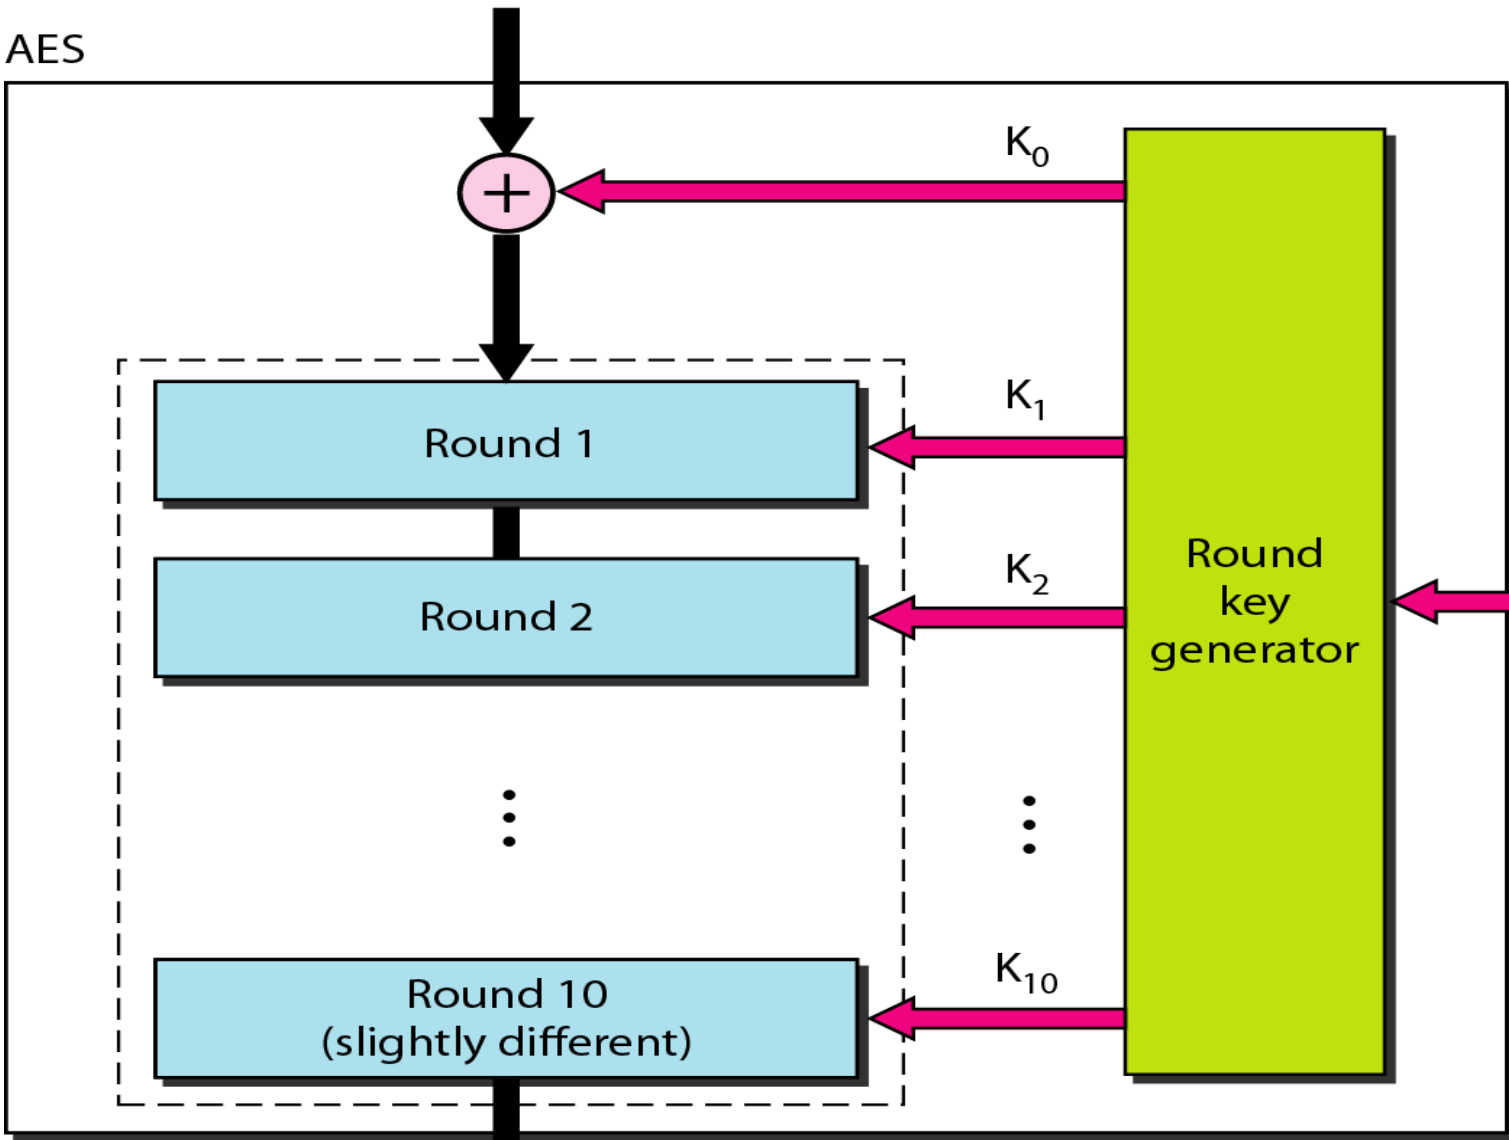 AES
K₀
+
K₁
Round 1
K₂
Round 2
Round
key
generator
K₁₀
Round 10
(slightly different)